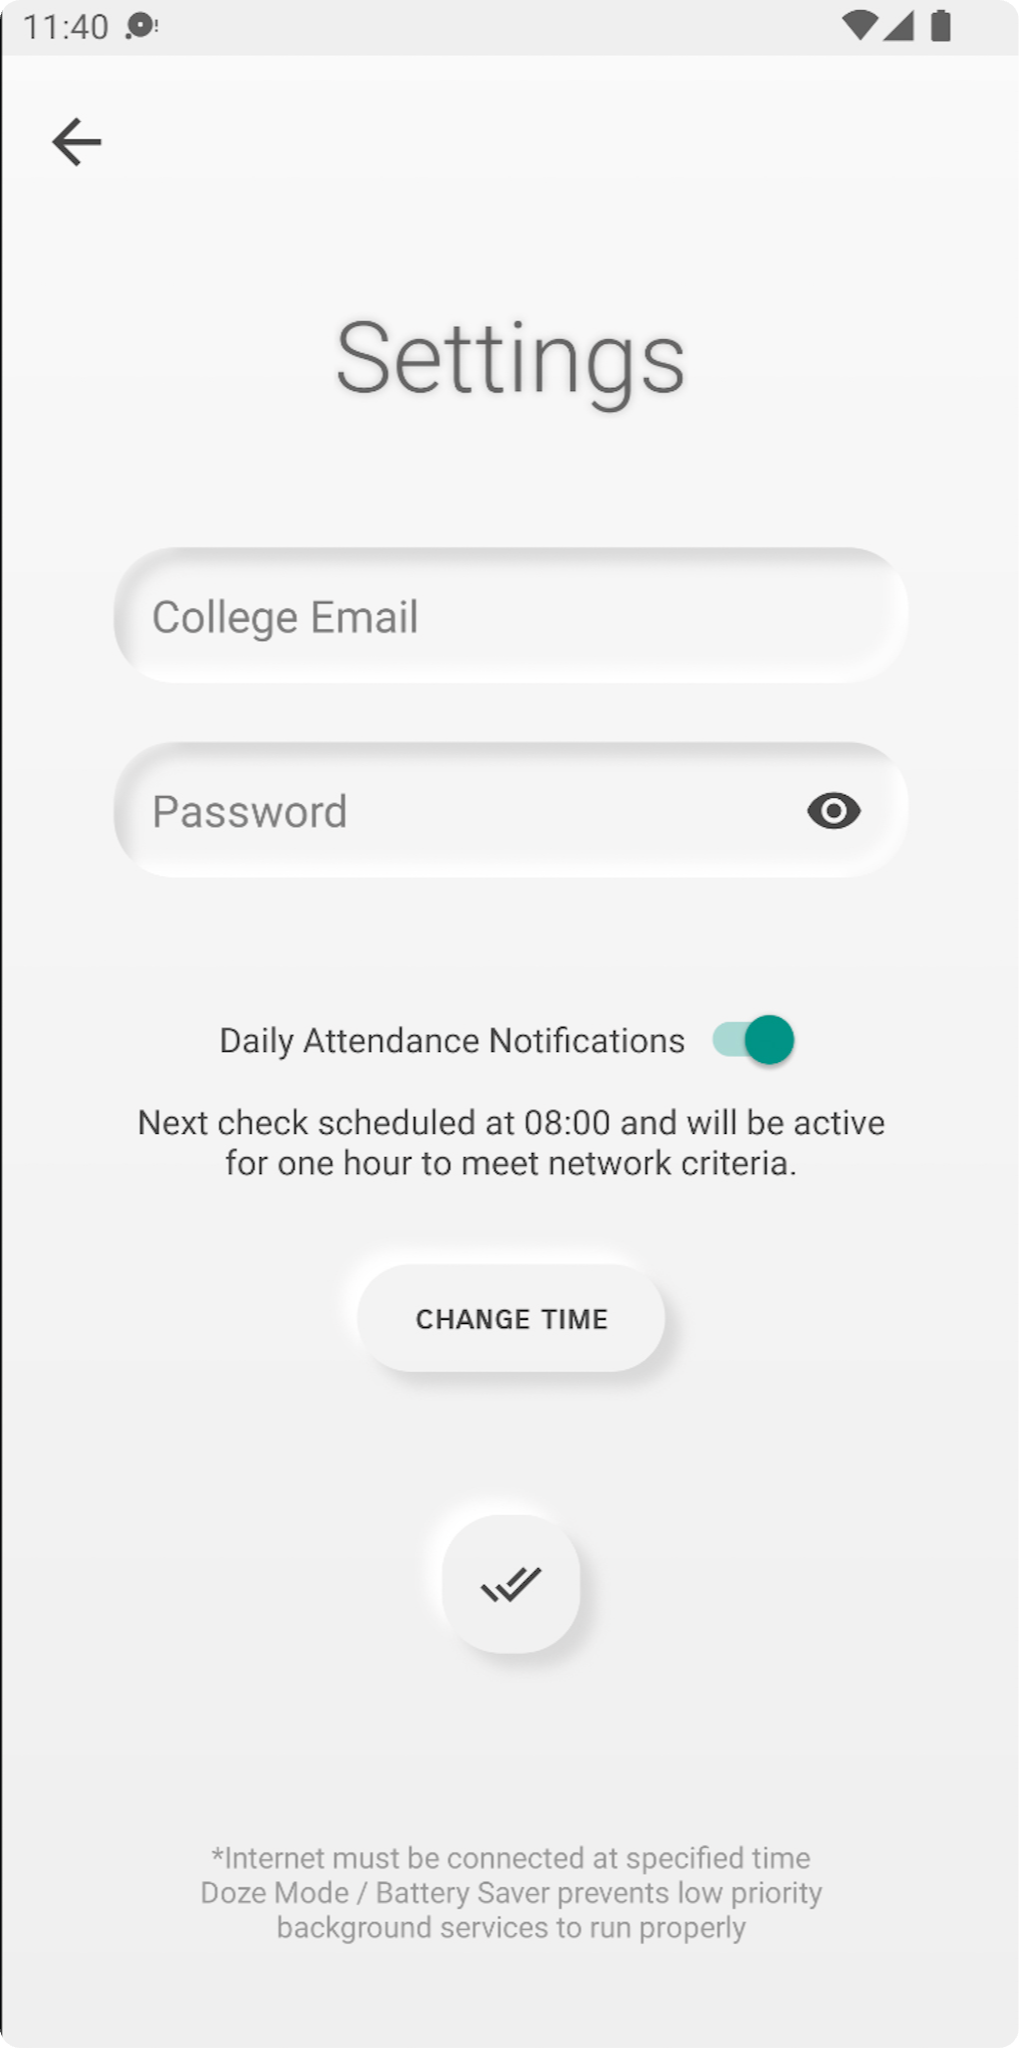 11:40
Settings
College Email
Password
Daily Attendance Notifications
Next check scheduled at 08:00 and will be active
for one hour to meet network criteria.
CHANGE TIME
*Internet must be connected at specified time
Doze Mode / Battery Saver prevents low priority
background services to run properly